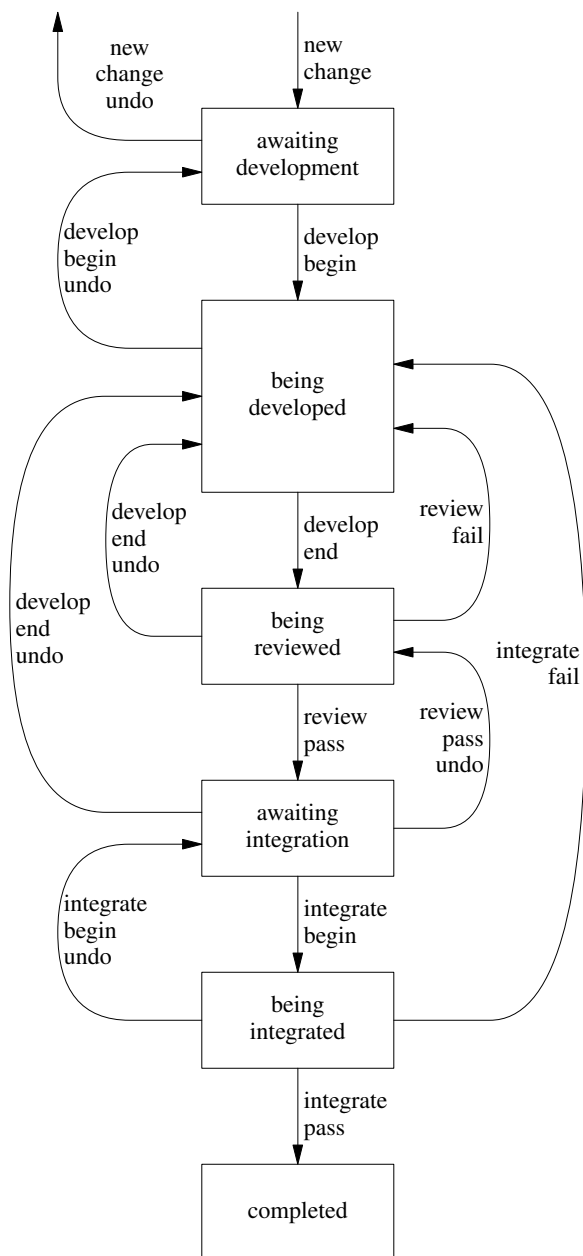 new
change
undo
new
change
awaiting
development
develop
begin
undo
develop
begin
being
developed
develop
end
undo
develop
end
review
fail
develop
end
undo
being
reviewed
integrate
fail
review
pass
review
pass
undo
awaiting
integration
integrate
begin
undo
integrate
begin
being
integrated
integrate
pass
completed